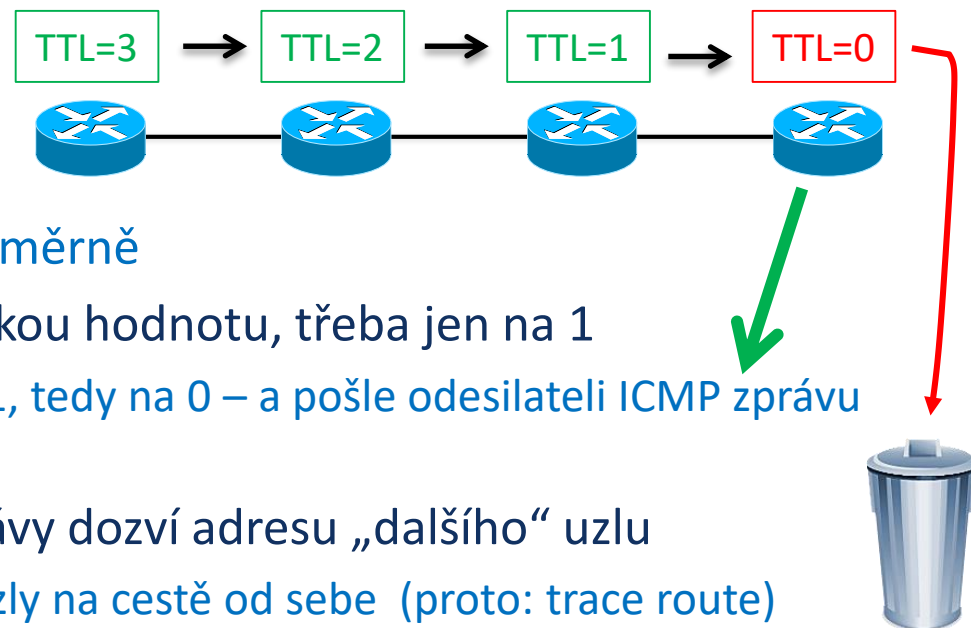 TTL=3 TTL=2 TTL=1 TTL=0
měrně
kou hodnotu, třeba jen na 1
, tedy na 0 – a pošle odesilateli ICMP zprávu
ávy dozví adresu „dalšího“ uzlu
zly na cestě od sebe (proto: trace route)